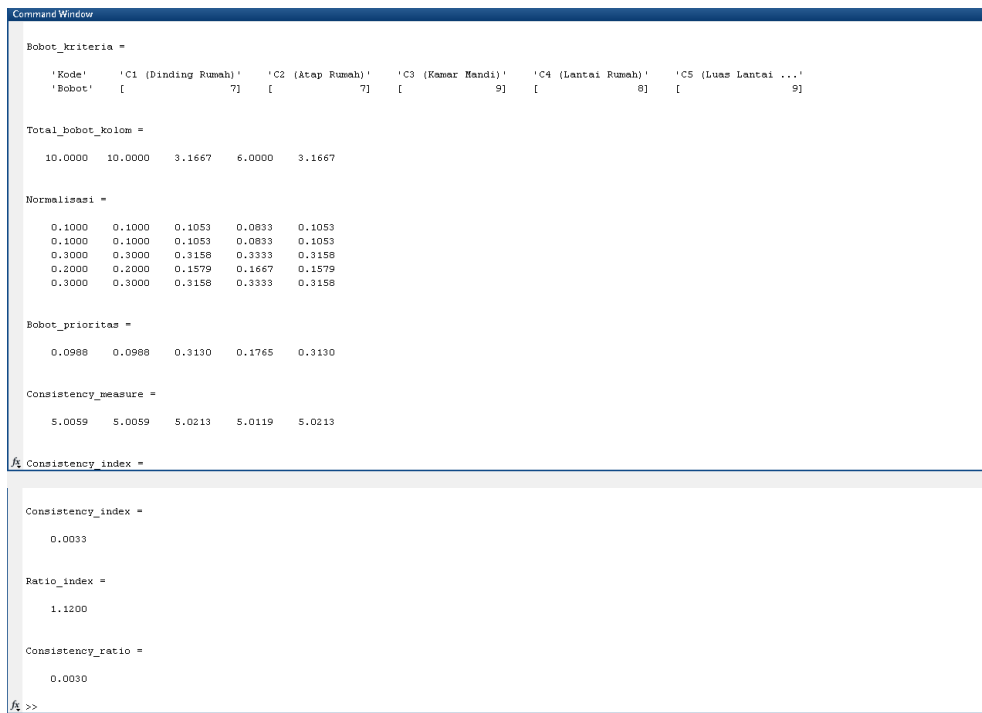 Command Window
Bobot_kriteria =
'Kode' 'C1 (Dinding Rumah)' 'C2 (Atap Rumah)' 'C3 (Kamar Mandi)' 'C4 (Lantai Rumah)' 'C5 (Luas Lantai ...'
'Bobot' [ 7] [ 7] [ 9] [ 8] [ 9]
Total_bobot_kolom =
10.0000 10.0000 3.1667 6.0000 3.1667
Normalisasi =
0.1000 0.1000 0.1053 0.0833 0.1053
0.1000 0.1000 0.1053 0.0833 0.1053
0.3000 0.3000 0.3158 0.3333 0.3158
0.2000 0.2000 0.1579 0.1667 0.1579
0.3000 0.3000 0.3158 0.3333 0.3158
Bobot_prioritas =
0.0988 0.0988 0.3130 0.1765 0.3130
Consistency_measure =
5.0059 5.0059 5.0213 5.0119 5.0213
fx Consistency_index =
Consistency_index =
0.0033
Ratio_index =
1.1200
Consistency_ratio =
0.0030
fx >>